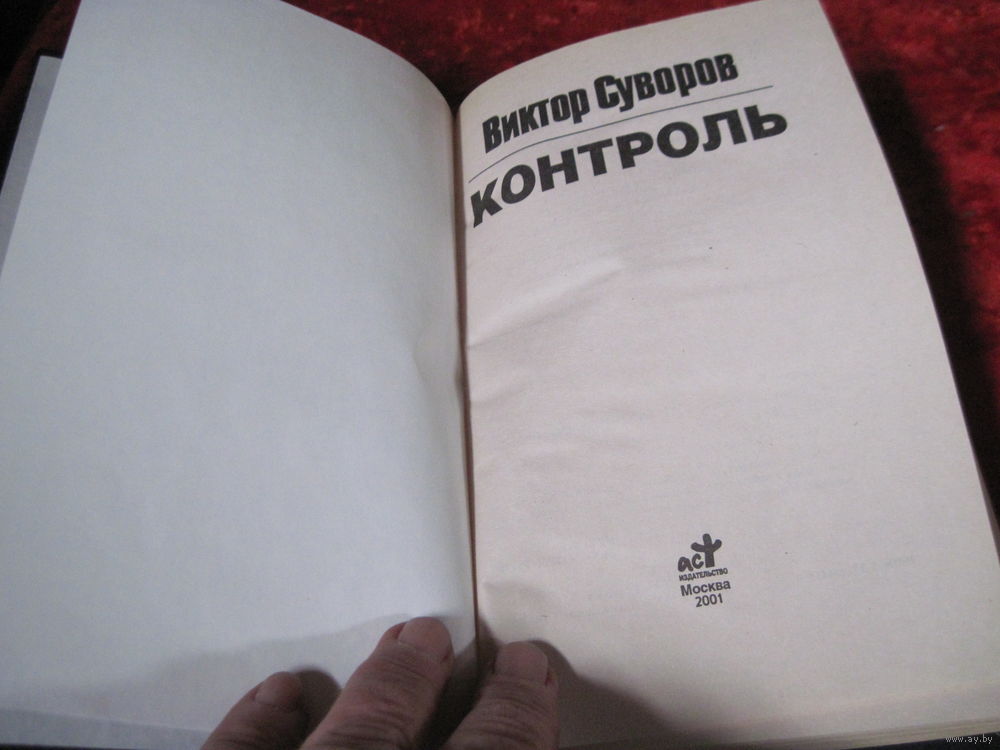 Виктор Суворов
КОНТРОЛЬ
аст
ИЗДАТЕЛЬСТВО
Москва
2001
www.ay.by